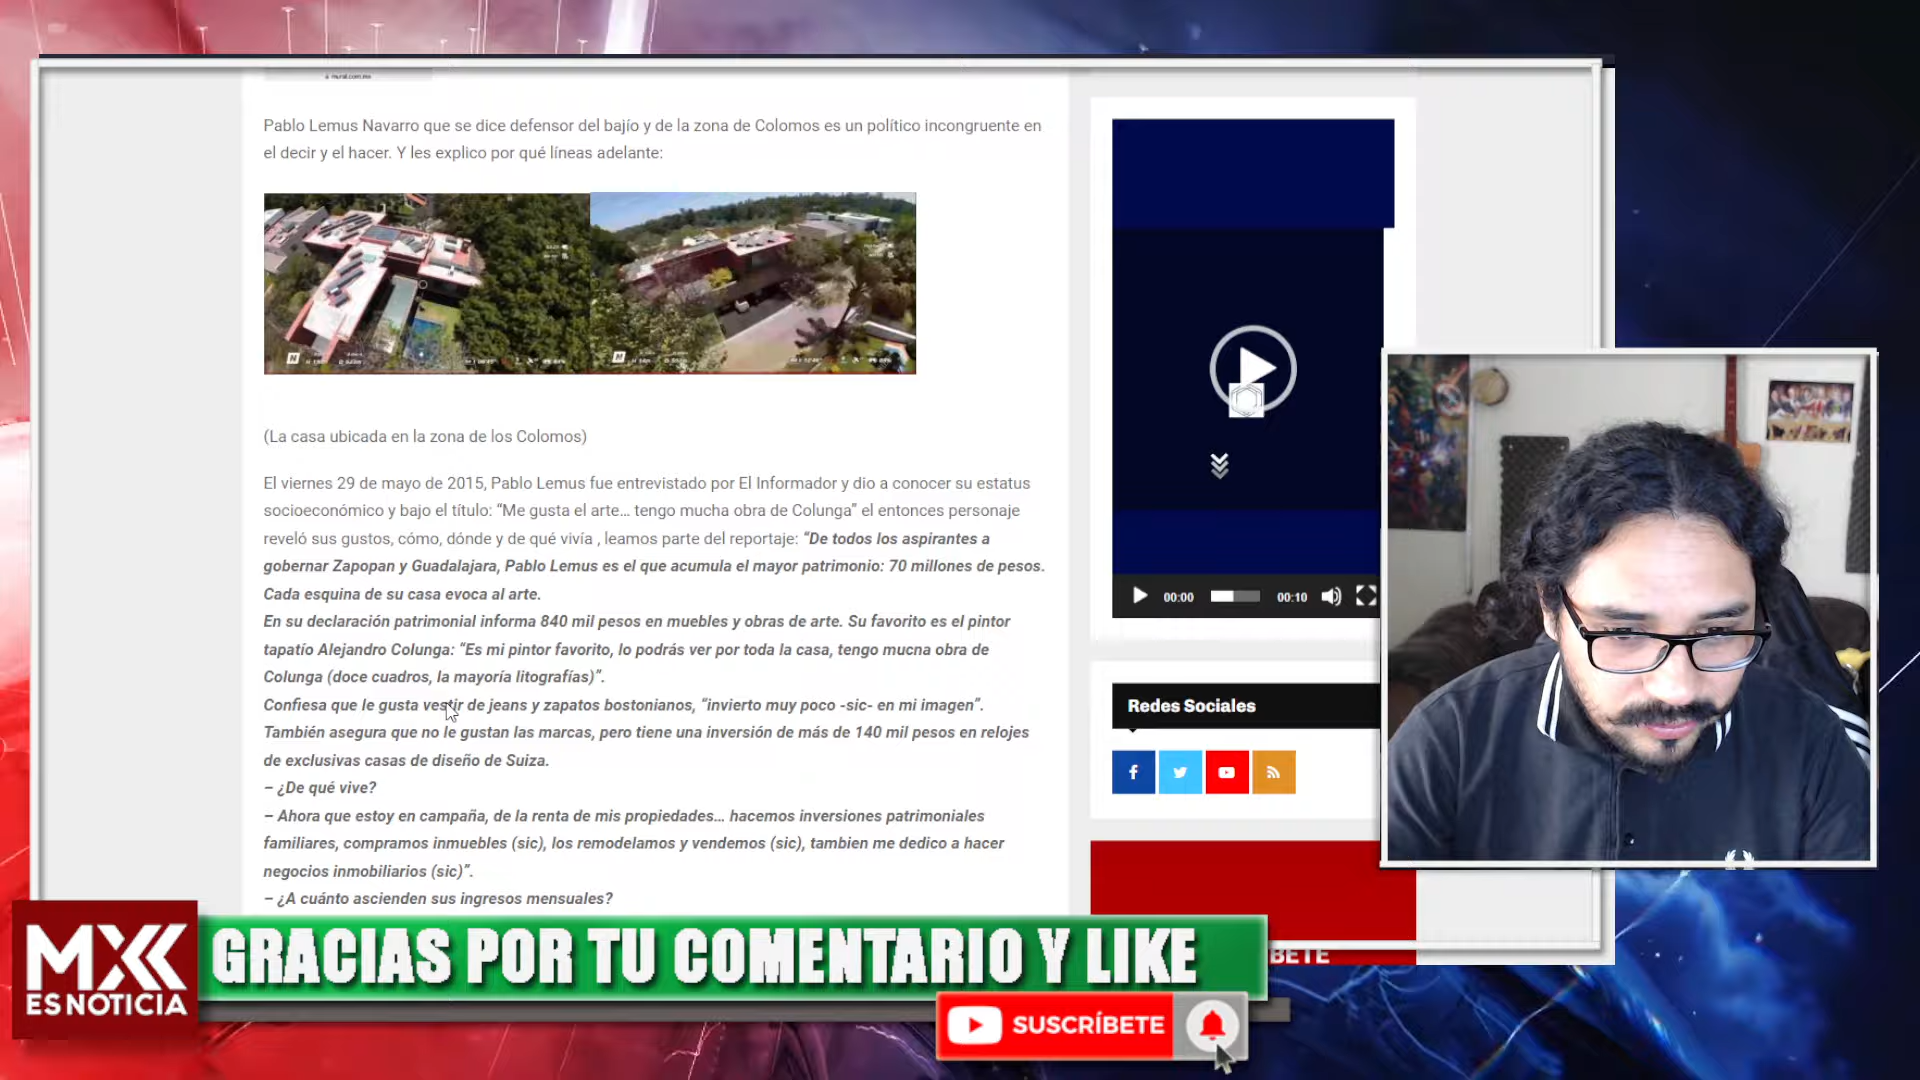 mural.com.mx
Pablo Lemus Navarro que se dice defensor del bajío y de la zona de Colomos es un político incongruente en
el decir y el hacer. Y les explico por qué líneas adelante:
(La casa ubicada en la zona de los Colomos)
El viernes 29 de mayo de 2015, Pablo Lemus fue entrevistado por El Informador y dio a conocer su estatus
socioeconómico y bajo el título: “Me gusta el arte… tengo mucha obra de Colunga” el entonces personaje
reveló sus gustos, cómo, dónde y de qué vivía , leamos parte del reportaje: “De todos los aspirantes a
gobernar Zapopan y Guadalajara, Pablo Lemus es el que acumula el mayor patrimonio: 70 millones de pesos.
Cada esquina de su casa evoca al arte.
En su declaración patrimonial informa 840 mil pesos en muebles y obras de arte. Su favorito es el pintor
tapatío Alejandro Colunga: “Es mi pintor favorito, lo podrás ver por toda la casa, tengo mucna obra de
Colunga (doce cuadros, la mayoría litografías)”.
Confiesa que le gusta vestir de jeans y zapatos bostonianos, “invierto muy poco -sic- en mi imagen”.
También asegura que no le gustan las marcas, pero tiene una inversión de más de 140 mil pesos en relojes
de exclusivas casas de diseño de Suiza.
– ¿De qué vive?
– Ahora que estoy en campaña, de la renta de mis propiedades… hacemos inversiones patrimoniales
familiares, compramos inmuebles (sic), los remodelamos y vendemos (sic), tambien me dedico a hacer
negocios inmobiliarios (sic)”.
– ¿A cuánto ascienden sus ingresos mensuales?
00:00
00:10
Redes Sociales
BETE
MX
ES NOTICIA
GRACIAS POR TU COMENTARIO Y LIKE
SUSCRÍBETE